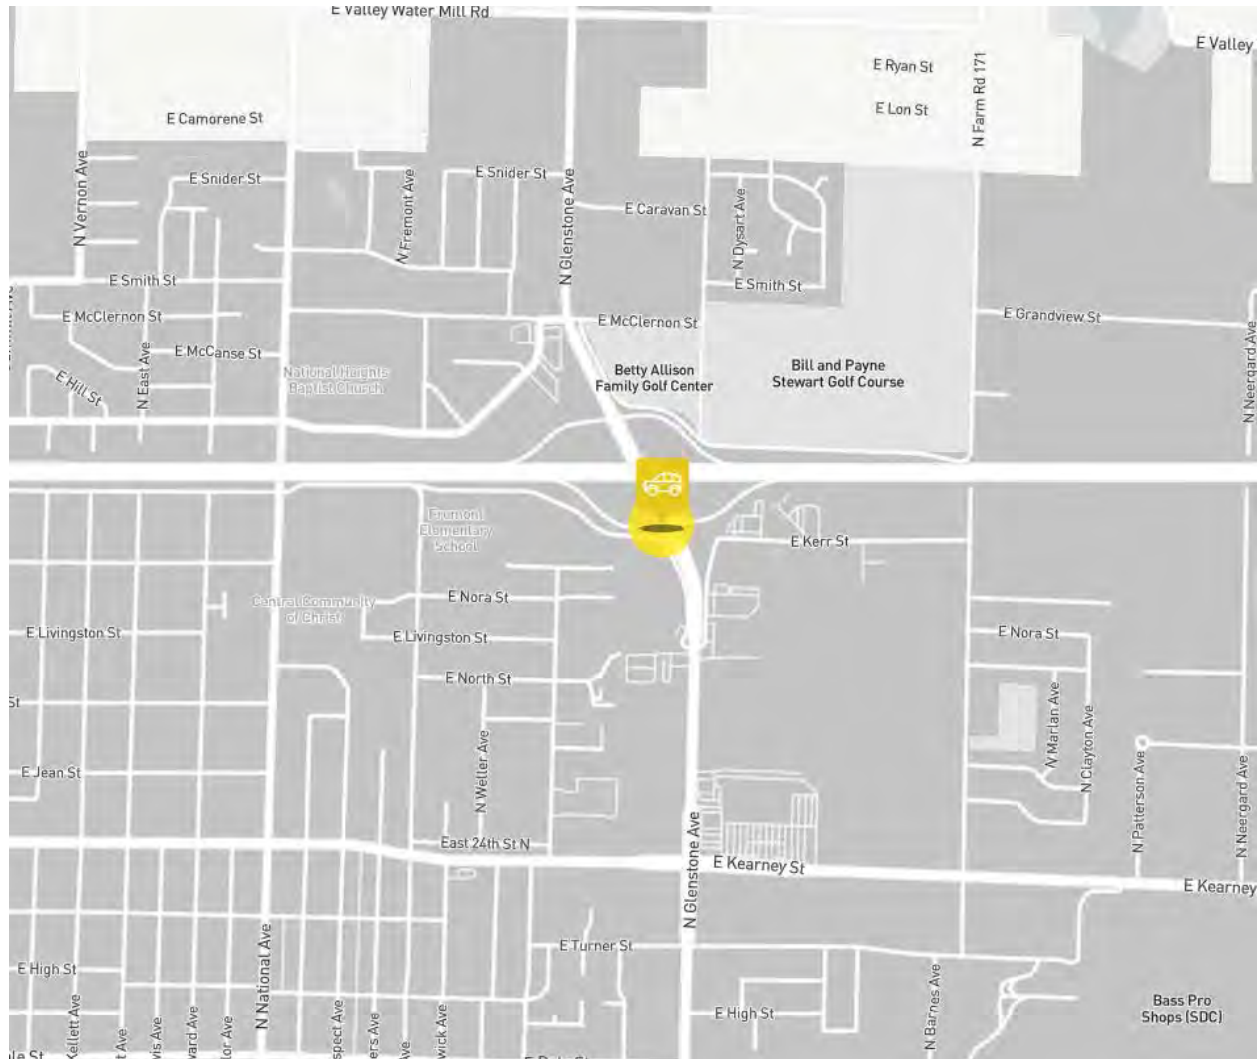 E Valley Water Mill Rd
E Valley
E Ryan St
N Farm Rd 171
E Lon St
E Camorene St
N Vernon Ave
E Snider St
N Fremont Ave
E Snider St
N Glenstone Ave
E Caravan St
N Dysart Ave
E Smith St
E Smith St
E McClernon St
E McClernon St
E Grandview St
E McCanse St
N East Ave
E Hill St
National Heights
Baptist Church
Betty Allison
Family Golf Center
Bill and Payne
Stewart Golf Course
N Neergard Ave
Fremont
Elementary
School
E Kerr St
E Nora St
Central Community
of Christ
E Livingston St
E Livingston St
E Nora St
E North St
St
N Marlan Ave
N Clayton Ave
N Weller Ave
E Jean St
N Patterson Ave
N Neergard Ave
East 24th St N
N Glenstone Ave
E Kearney St
E Kearney
N National Ave
E Turner St
E High St
N Barnes Ave
Kellett Ave
E High St
Bass Pro
Shops (SDC)